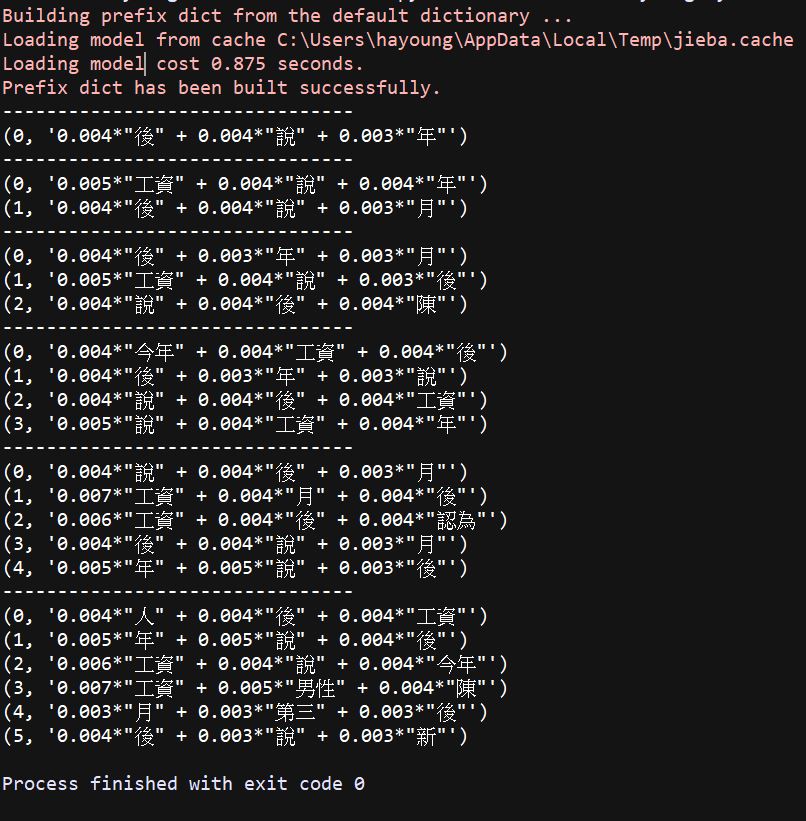 Building prefix dict from the default dictionary ...
Loading model from cache C:\Users\hayoung\AppData\Local\Temp\jieba.cache
Loading model cost 0.875 seconds.
Prefix dict has been built successfully.
--------------------------------
(0, '0.004*"後" + 0.004*"說" + 0.003*"年"')
--------------------------------
(0, '0.005*"工資" + 0.004*"說" + 0.004*"年"')
(1, '0.004*"後" + 0.004*"說" + 0.003*"月"')
--------------------------------
(0, '0.004*"後" + 0.003*"年" + 0.003*"月"')
(1, '0.005*"工資" + 0.004*"說" + 0.003*"後"')
(2, '0.004*"說" + 0.004*"後" + 0.004*"陳"')
--------------------------------
(0, '0.004*"今年" + 0.004*"工資" + 0.004*"後"')
(1, '0.004*"後" + 0.003*"年" + 0.003*"說"')
(2, '0.004*"說" + 0.004*"後" + 0.004*"工資"')
(3, '0.005*"說" + 0.004*"工資" + 0.004*"年"')
--------------------------------
(0, '0.004*"說" + 0.004*"後" + 0.003*"月"')
(1, '0.007*"工資" + 0.004*"月" + 0.004*"後"')
(2, '0.006*"工資" + 0.004*"後" + 0.004*"認為"')
(3, '0.004*"後" + 0.004*"說" + 0.003*"月"')
(4, '0.005*"年" + 0.005*"說" + 0.003*"後"')
--------------------------------
(0, '0.004*"人" + 0.004*"後" + 0.004*"工資"')
(1, '0.005*"年" + 0.005*"說" + 0.004*"後"')
(2, '0.006*"工資" + 0.004*"說" + 0.004*"今年"')
(3, '0.007*"工資" + 0.005*"男性" + 0.004*"陳"')
(4, '0.003*"月" + 0.003*"第三" + 0.003*"後"')
(5, '0.004*"後" + 0.003*"說" + 0.003*"新"')
Process finished with exit code 0